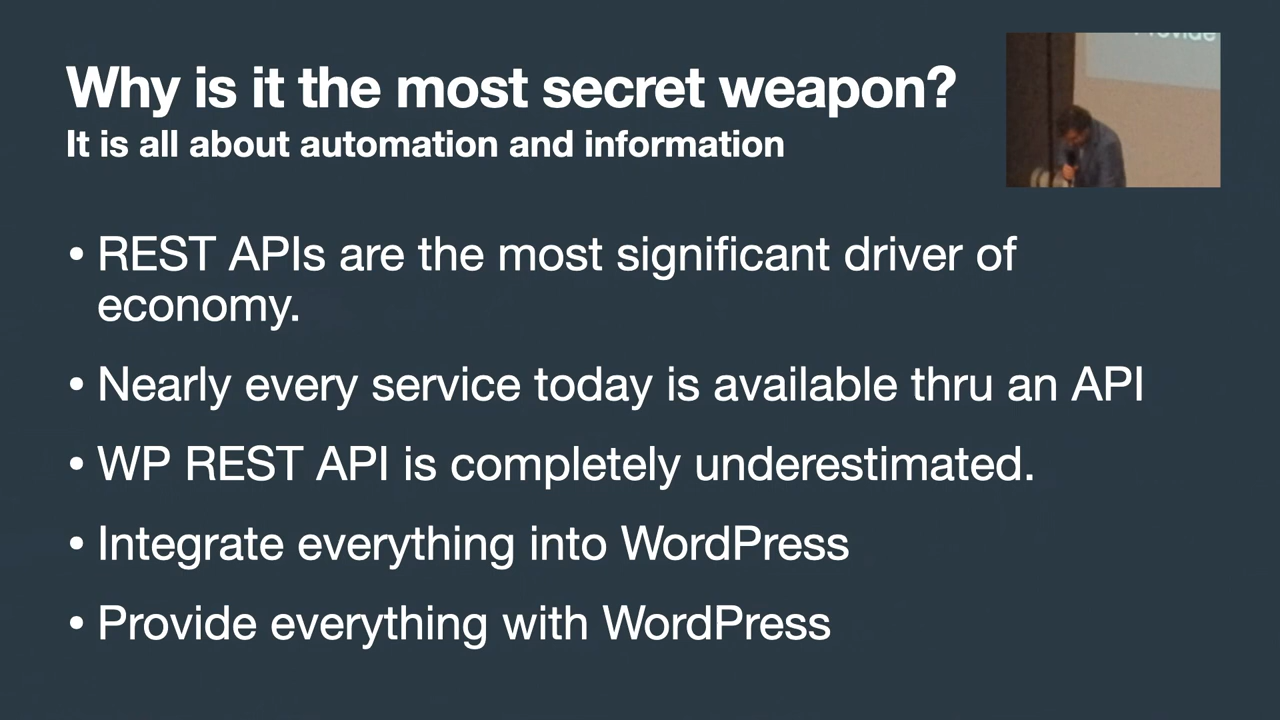 Why is it the most secret weapon?
It is all about automation and information
• REST APIs are the most significant driver of
economy.
• Nearly every service today is available thru an API
• WP REST API is completely underestimated.
• Integrate everything into WordPress
• Provide everything with WordPress
Provide